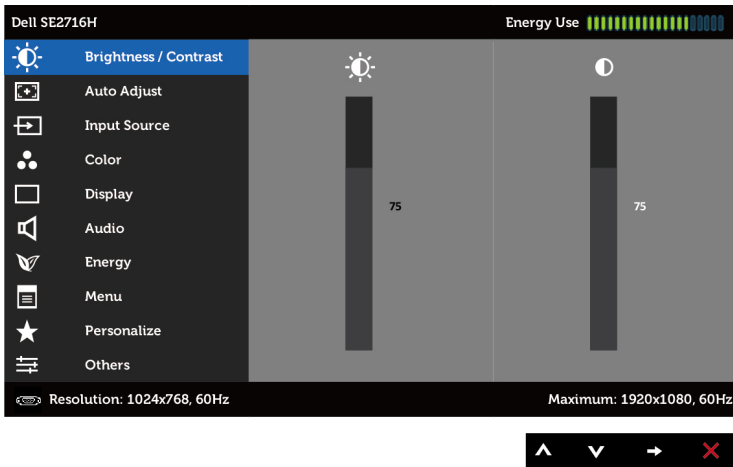 Dell SE2716H
Energy Use
Brightness / Contrast
Auto Adjust
Input Source
Color
Display
Audio
Energy
Menu
Personalize
Others
75
75
Resolution: 1024x768, 60Hz
Maximum: 1920x1080, 60Hz